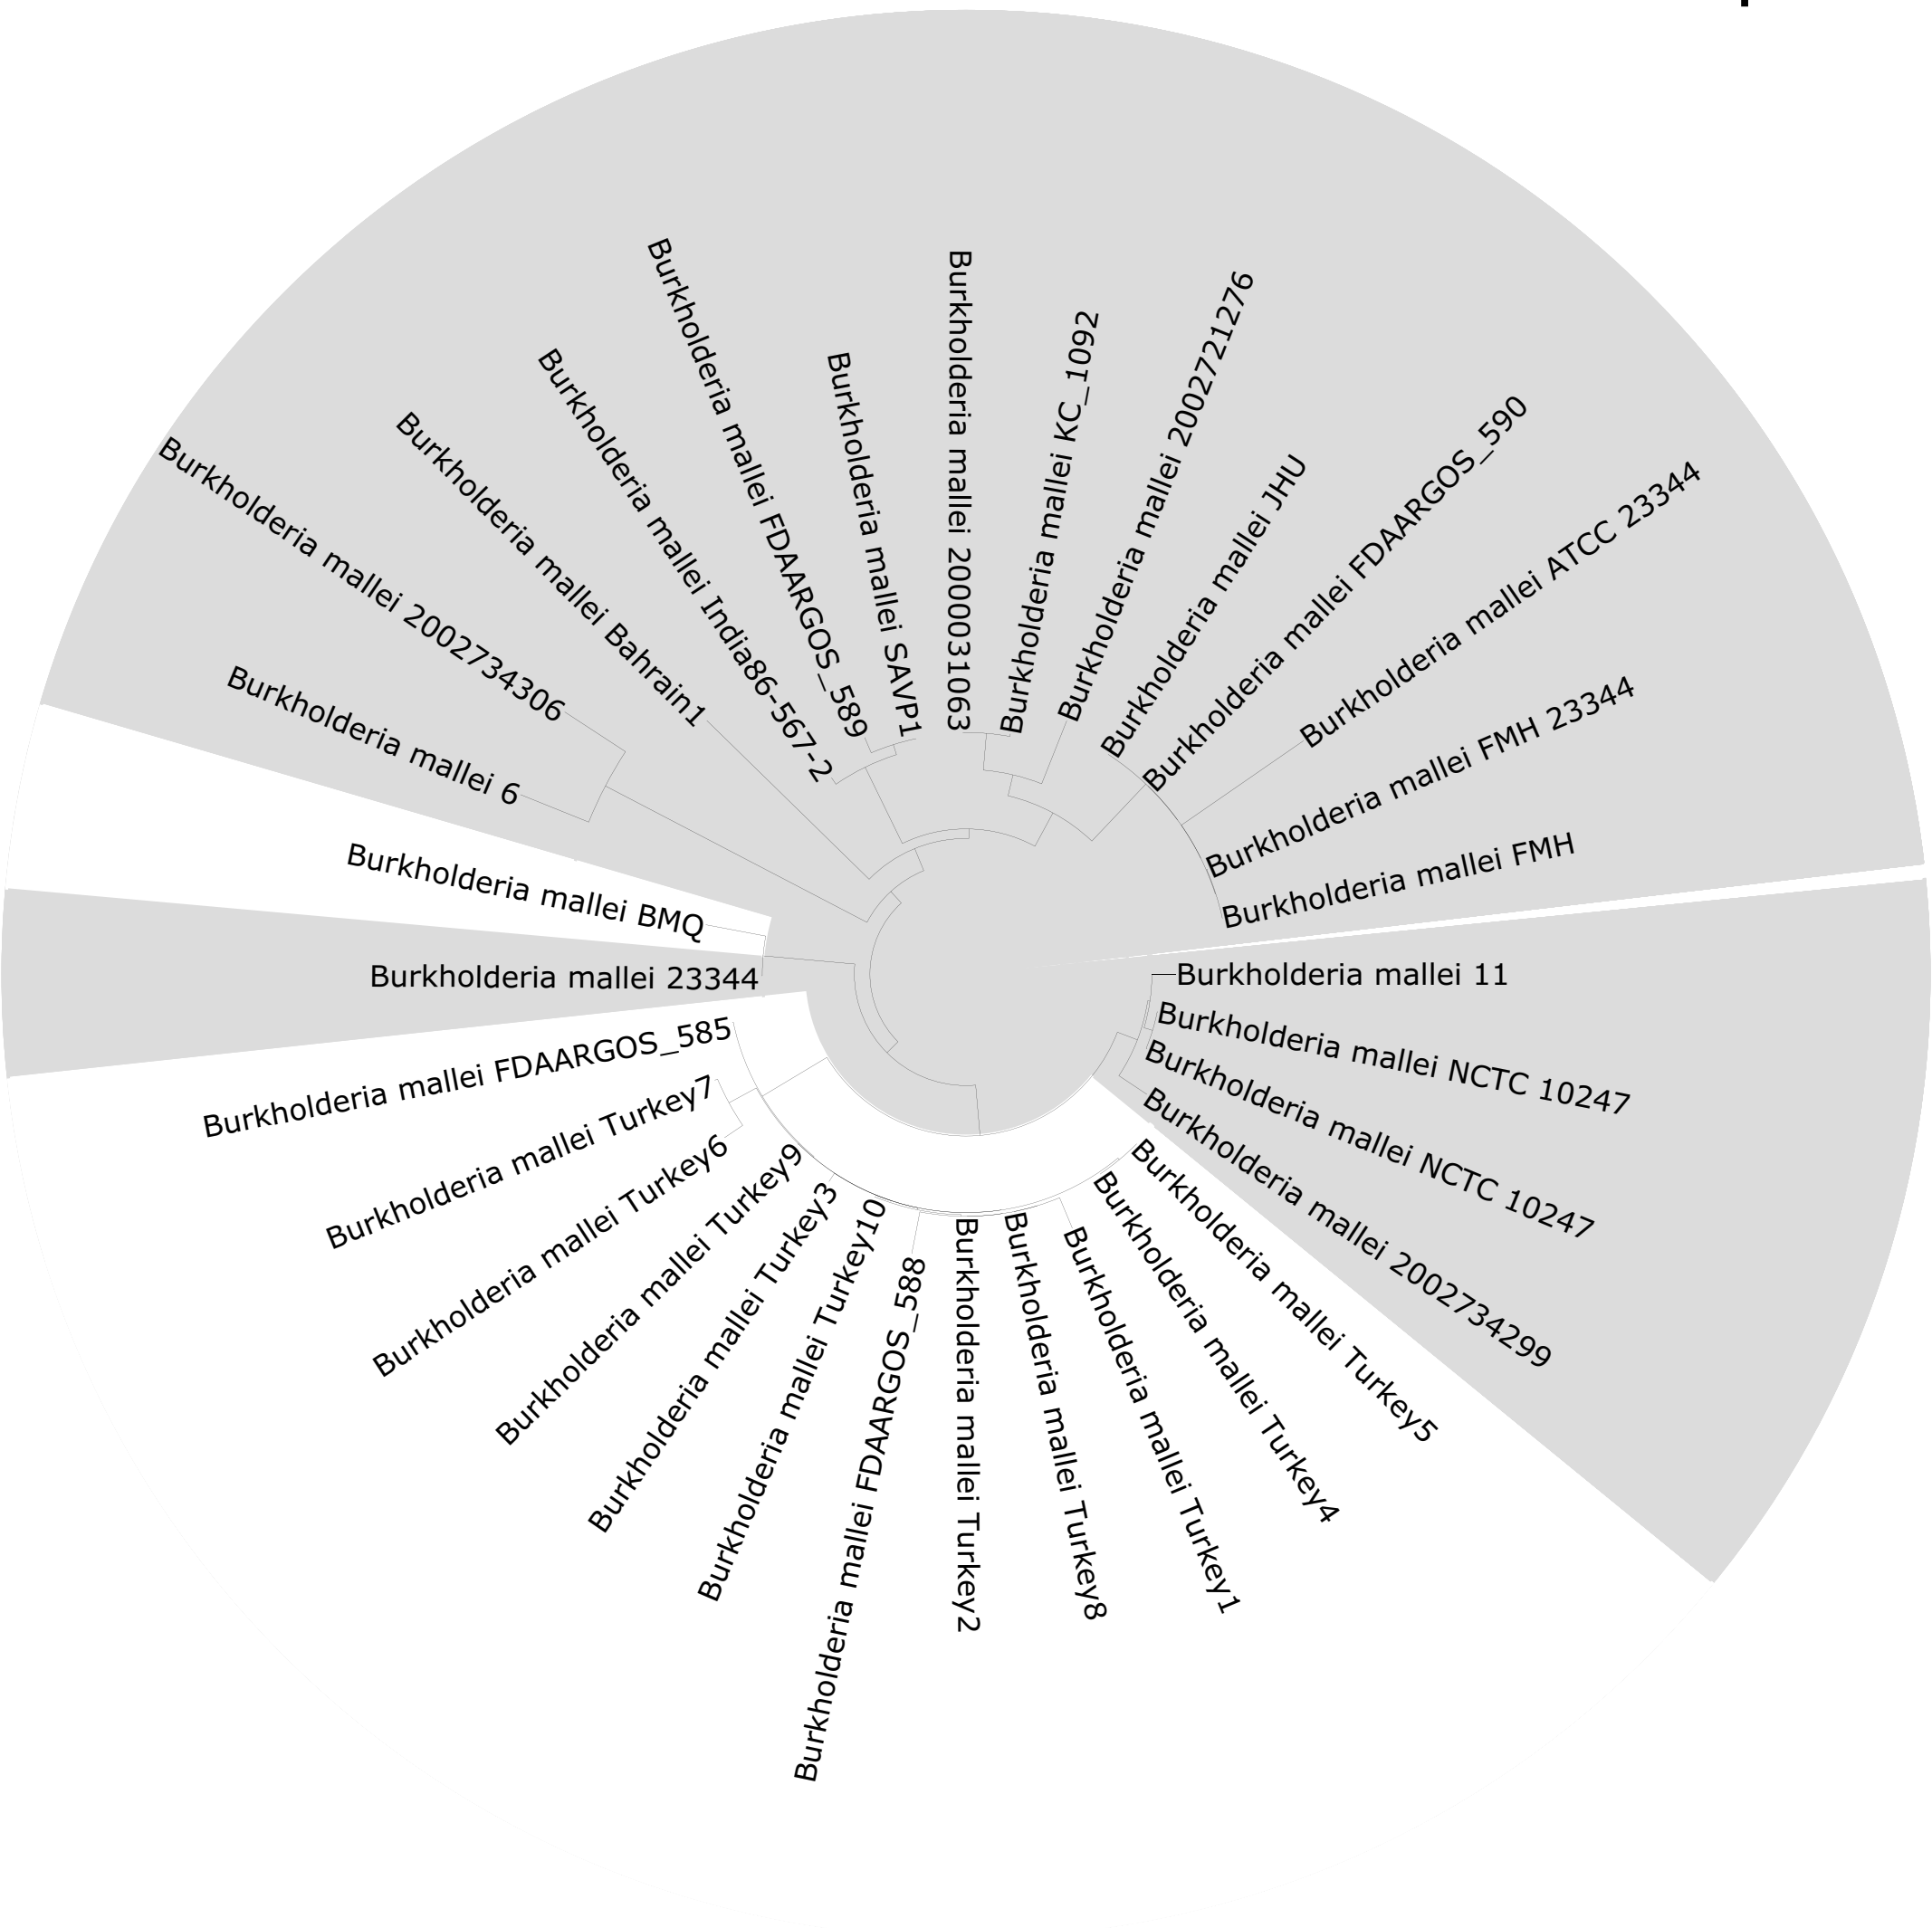 Burkholderia mallei 2000031063
Burkholderia mallei KC_1092
Burkholderia mallei 2002721276
Burkholderia mallei JHU
Burkholderia mallei FDAARGOS_590
Burkholderia mallei ATCC 23344
Burkholderia mallei FMH 23344
Burkholderia mallei FMH
Burkholderia mallei 11
Burkholderia mallei NCTC 10247
Burkholderia mallei NCTC 10247
Burkholderia mallei 2002734299
Burkholderia mallei Turkey5
Burkholderia mallei Turkey4
Burkholderia mallei Turkey1
Burkholderia mallei Turkey8
Burkholderia mallei Turkey2
Burkholderia mallei FDAARGOS_588
Burkholderia mallei Turkey10
Burkholderia mallei Turkey3
Burkholderia mallei Turkey9
Burkholderia mallei Turkey6
Burkholderia mallei Turkey7
Burkholderia mallei FDAARGOS_585
Burkholderia mallei 23344
Burkholderia mallei BMQ
Burkholderia mallei 6
Burkholderia mallei 2002734306
Burkholderia mallei Bahrain1
Burkholderia mallei India86-567-2
Burkholderia mallei FDAARGOS_589
Burkholderia mallei SAVP1